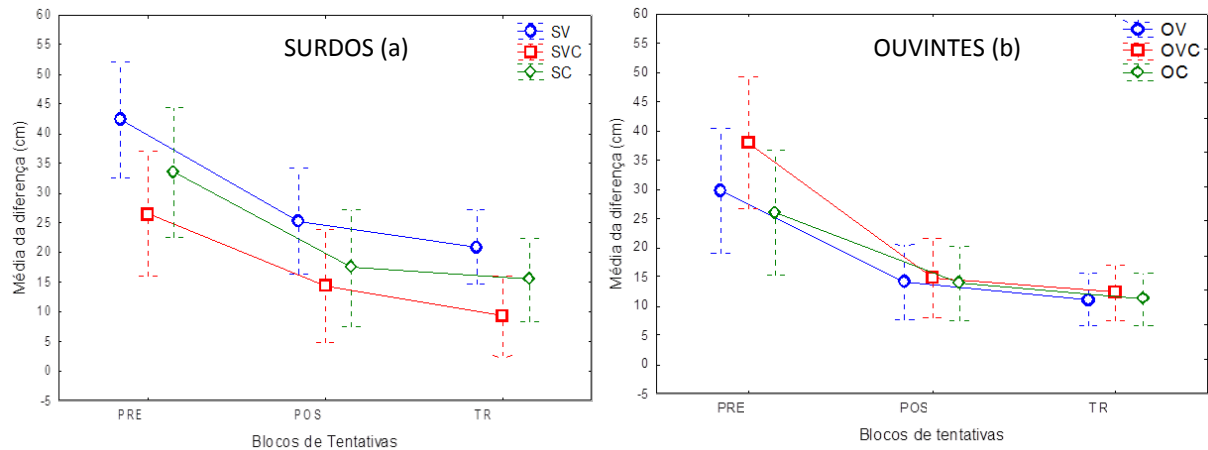 SURDOS (a)
SV
SVC
SC
Média da diferença (cm)
60
55
50
45
40
35
30
25
20
15
10
5
0
-5
PRE POS TR
Blocos de Tentativas
OUVINTES (b)
OV
OVC
OC
Média da diferença (cm)
60
55
50
45
40
35
30
25
20
15
10
5
0
-5
PRE POS TR
Blocos de tentativas